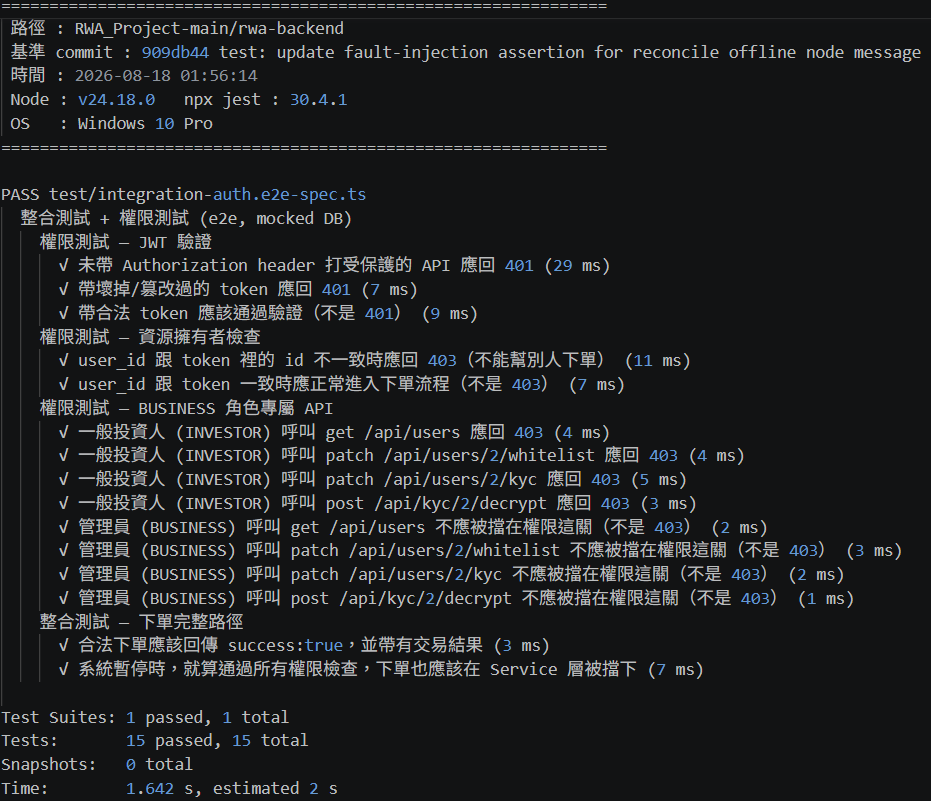 ===============================================================
路徑 : RWA_Project-main/rwa-backend
基準 commit : 909db44 test: update fault-injection assertion for reconcile offline node message
時間 : 2026-08-18 01:56:14
Node : v24.18.0   npx jest : 30.4.1
OS   : Windows 10 Pro
===============================================================
PASS test/integration-auth.e2e-spec.ts
整合測試 + 權限測試 (e2e, mocked DB)
權限測試 — JWT 驗證
√ 未帶 Authorization header 打受保護的 API 應回 401 (29 ms)
√ 帶壞掉/篡改過的 token 應回 401 (7 ms)
√ 帶合法 token 應該通過驗證（不是 401） (9 ms)
權限測試 — 資源擁有者檢查
√ user_id 跟 token 裡的 id 不一致時應回 403（不能幫別人下單） (11 ms)
√ user_id 跟 token 一致時應正常進入下單流程（不是 403） (7 ms)
權限測試 — BUSINESS 角色專屬 API
√ 一般投資人 (INVESTOR) 呼叫 get /api/users 應回 403 (4 ms)
√ 一般投資人 (INVESTOR) 呼叫 patch /api/users/2/whitelist 應回 403 (4 ms)
√ 一般投資人 (INVESTOR) 呼叫 patch /api/users/2/kyc 應回 403 (5 ms)
√ 一般投資人 (INVESTOR) 呼叫 post /api/kyc/2/decrypt 應回 403 (3 ms)
√ 管理員 (BUSINESS) 呼叫 get /api/users 不應被擋在權限這關（不是 403） (2 ms)
√ 管理員 (BUSINESS) 呼叫 patch /api/users/2/whitelist 不應被擋在權限這關（不是 403） (3 ms)
√ 管理員 (BUSINESS) 呼叫 patch /api/users/2/kyc 不應被擋在權限這關（不是 403） (2 ms)
√ 管理員 (BUSINESS) 呼叫 post /api/kyc/2/decrypt 不應被擋在權限這關（不是 403） (1 ms)
整合測試 — 下單完整路徑
√ 合法下單應該回傳 success:true，並帶有交易結果 (3 ms)
√ 系統暫停時，就算通過所有權限檢查，下單也應該在 Service 層被擋下 (7 ms)
Test Suites: 1 passed, 1 total
Tests:       15 passed, 15 total
Snapshots:   0 total
Time:        1.642 s, estimated 2 s